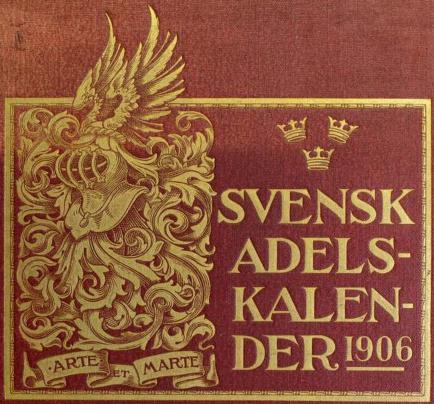 SVENSK
ADELS-
KALEN-
DER 1906
·ARTE ET MARTE